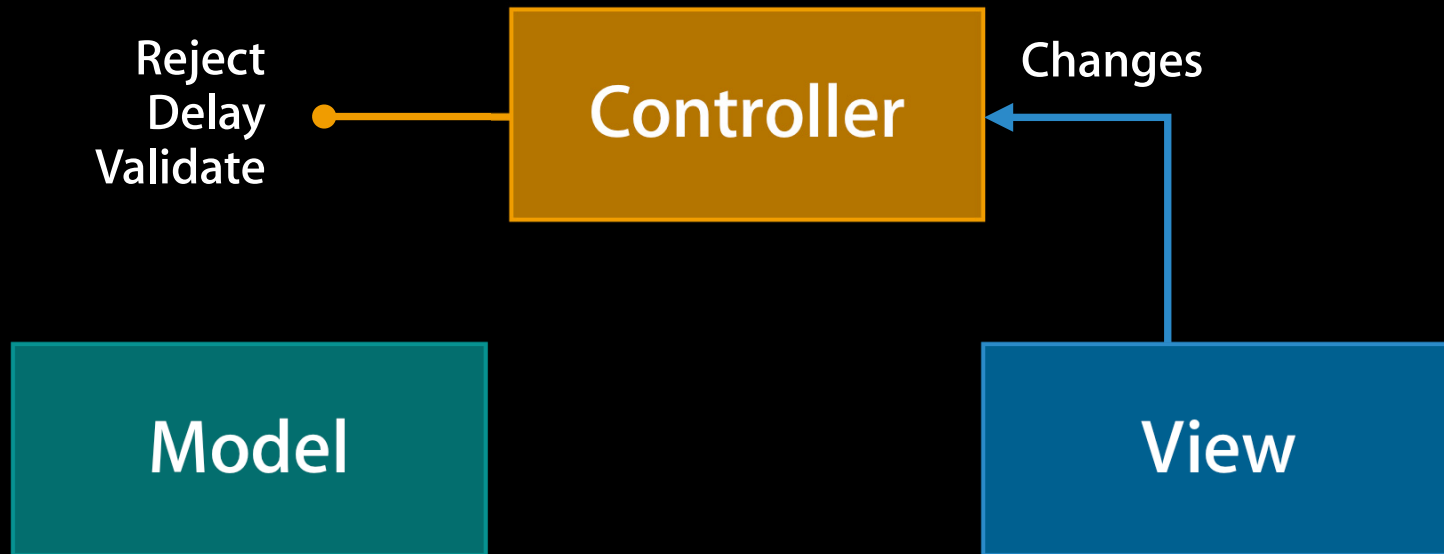 Reject
Delay
Validate
Controller
Changes
Model
View